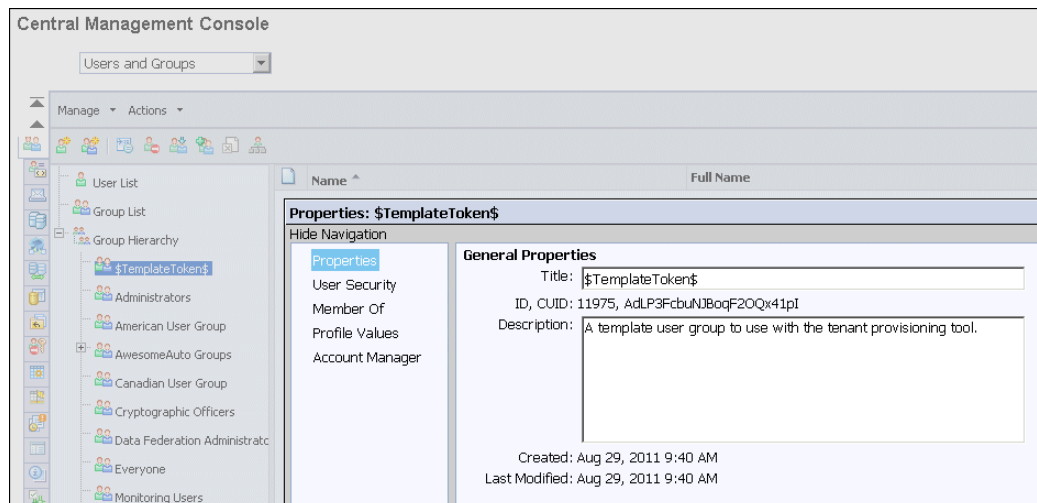 Central Management Console
Users and Groups
Manage Actions
User List
Group List
Group Hierarchy
$TemplateToken$
Administrators
American User Group
AwesomeAuto Groups
Canadian User Group
Cryptographic Officers
Data Federation Administratc
Everyone
Monitoring Users
Name Full Name
Properties: $TemplateToken$
Hide Navigation
Properties
User Security
Member Of
Profile Values
Account Manager
General Properties
Title: $TemplateToken$
ID, CUID: 11975, AdLP3FcbuNJBoqF2OQx41pI
Description: A template user group to use with the tenant provisioning tool.
Created: Aug 29, 2011 9:40 AM
Last Modified: Aug 29, 2011 9:40 AM